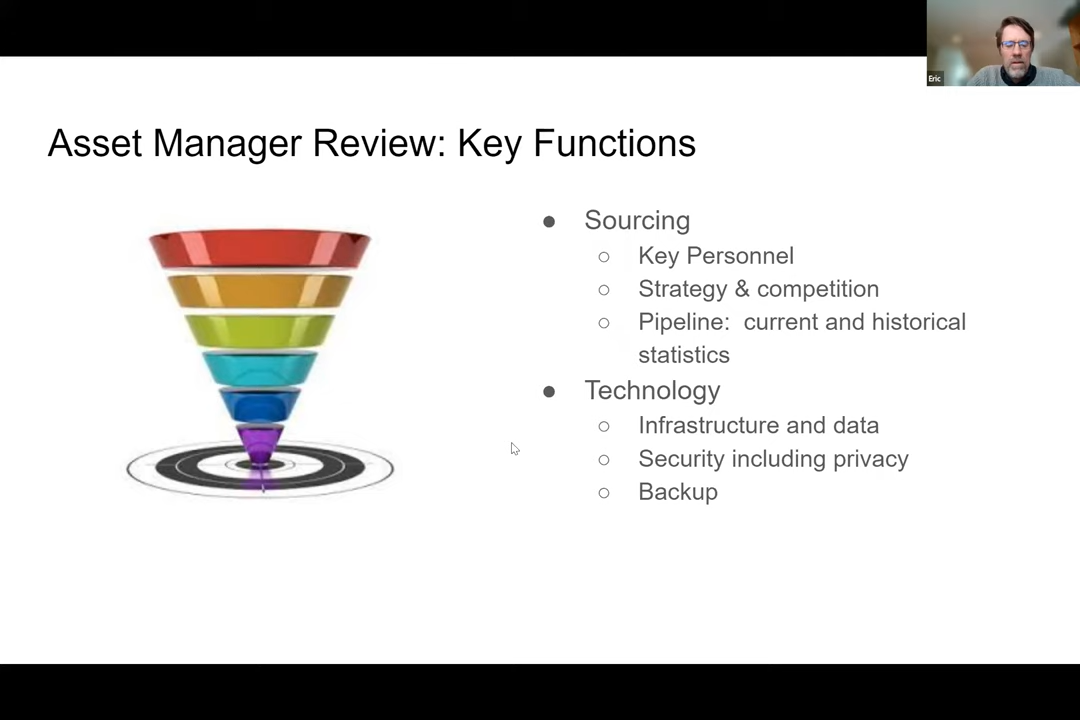 Eric
Asset Manager Review: Key Functions
● Sourcing
○ Key Personnel
○ Strategy & competition
○ Pipeline: current and historical
statistics
● Technology
○ Infrastructure and data
○ Security including privacy
○ Backup